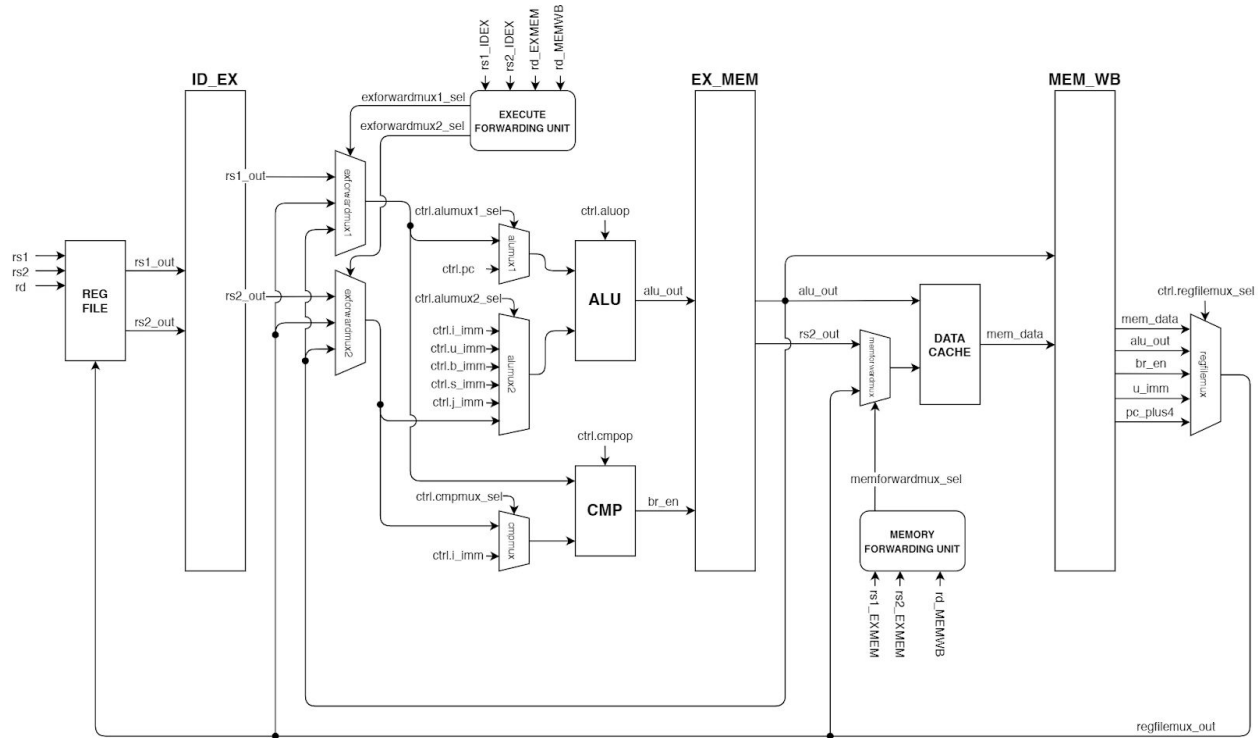 rs1_IDEX
rs2_IDEX
rd_EXMEM
rd_MEMWB
ID_EX
EX_MEM
MEM_WB
exforwardmux1_sel
EXECUTE
FORWARDING UNIT
exforwardmux2_sel
rs1_out
exforwardmux1
ctrl.alumux1_sel
ctrl.aluop
rs1
rs2
rd
REG
FILE
rs1_out
rs2_out
alumux1
ctrl.pc
rs2_out
exforwardmux2
ctrl.alumux2_sel
ctrl.i_imm
ctrl.u_imm
ctrl.b_imm
ctrl.s_imm
ctrl.j_imm
alumux2
ALU
alu_out
alu_out
rs2_out
memforwardmux
DATA
CACHE
mem_data
ctrl.regfilemux_sel
mem_data
alu_out
br_en
u_imm
pc_plus4
regfilemux
ctrl.cmpop
ctrl.cmpmux_sel
cmpmux
ctrl.i_imm
CMP
br_en
memforwardmux_sel
MEMORY
FORWARDING UNIT
rs1_EXMEM
rs2_EXMEM
rd_MEMWB
regfilemux_out